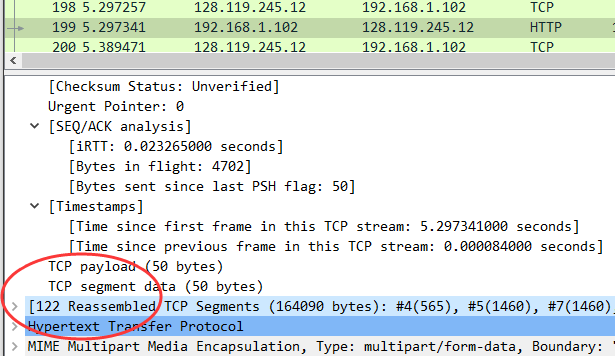 198 5.297257 128.119.245.12 192.168.1.102 TCP
199 5.297341 192.168.1.102 128.119.245.12 HTTP 1
200 5.389471 128.119.245.12 192.168.1.102 TCP
[Checksum Status: Unverified]
Urgent Pointer: 0
[SEQ/ACK analysis]
[iRTT: 0.023265000 seconds]
[Bytes in flight: 4702]
[Bytes sent since last PSH flag: 50]
[Timestamps]
[Time since first frame in this TCP stream: 5.297341000 seconds]
[Time since previous frame in this TCP stream: 0.000084000 seconds]
TCP payload (50 bytes)
TCP segment data (50 bytes)
[122 Reassembled TCP Segments (164090 bytes): #4(565), #5(1460), #7(1460),
Hypertext Transfer Protocol
MIME Multipart Media Encapsulation, Type: multipart/form-data, Boundary: "